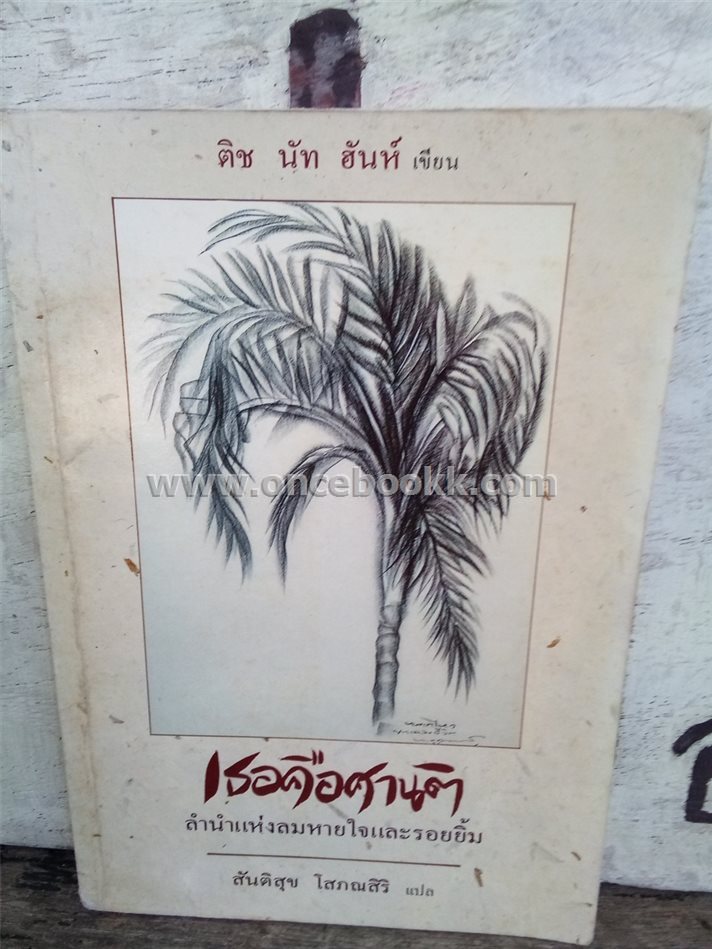 ติช นัท ฮันห์ เขียน
www.oncebookk.com
เธอคือศานติ
ลำนำแห่งลมหายใจและรอยยิ้ม
สันติสุข โสภณสิริ แปล